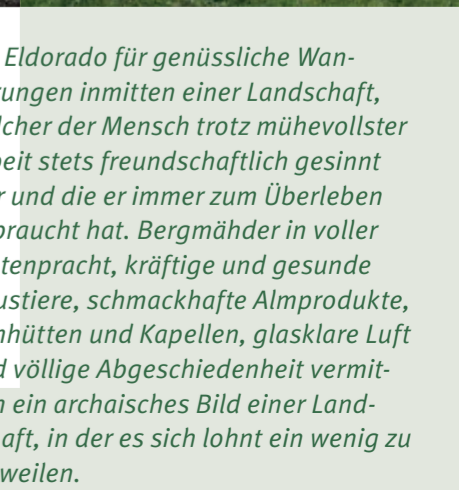 Eldorado für genüssliche Wan-
rungen inmitten einer Landschaft,
lcher der Mensch trotz mühevollster
beit stets freundschaftlich gesinnt
r und die er immer zum Überleben
braucht hat. Bergmähder in voller
tenpracht, kräftige und gesunde
ustiere, schmackhafte Almprodukte,
nhütten und Kapellen, glasklare Luft
d völlige Abgeschiedenheit vermit-
n ein archaisches Bild einer Land-
aft, in der es sich lohnt ein wenig zu
weilen.